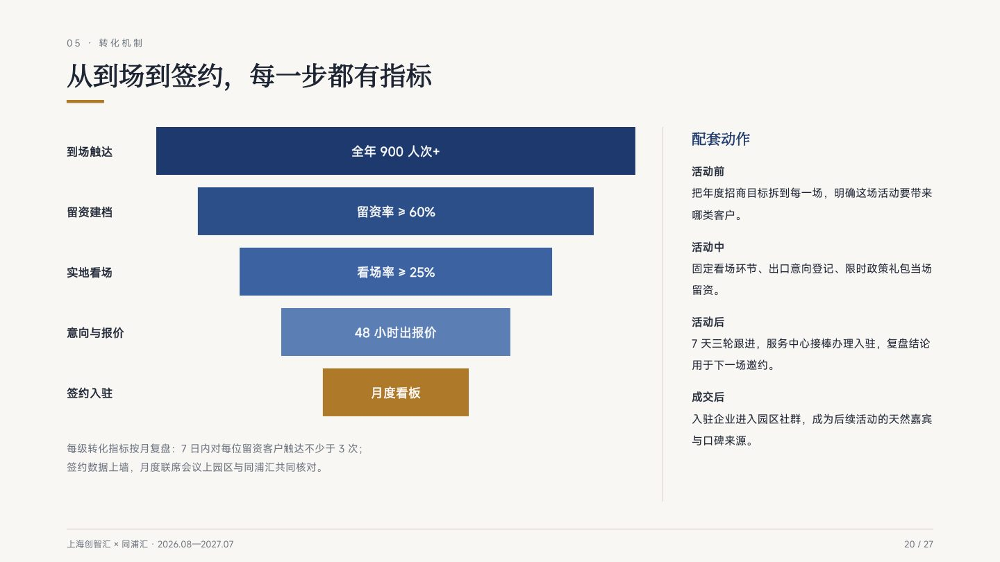 05 · 转化机制
从到场到签约，每一步都有指标
到场触达
全年 900 人次+
留资建档
留资率 ≥ 60%
实地看场
看场率 ≥ 25%
意向与报价
48 小时出报价
签约入驻
月度看板
每级转化指标按月复盘：7 日内对每位留资客户触达不少于 3 次；
签约数据上墙，月度联席会议上园区与同浦汇共同核对。
配套动作
活动前
把年度招商目标拆到每一场，明确这场活动要带来
哪类客户。
活动中
固定看场环节、出口意向登记、限时政策礼包当场
留资。
活动后
7 天三轮跟进，服务中心接棒办理入驻，复盘结论
用于下一场邀约。
成交后
入驻企业进入园区社群，成为后续活动的天然嘉宾
与口碑来源。
上海创智汇 × 同浦汇 · 2026.08—2027.07
20 / 27